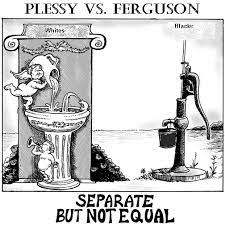 PLESSY VS. FERGUSON
Whites
Blacks
SEPARATE
BUT NOT EQUAL